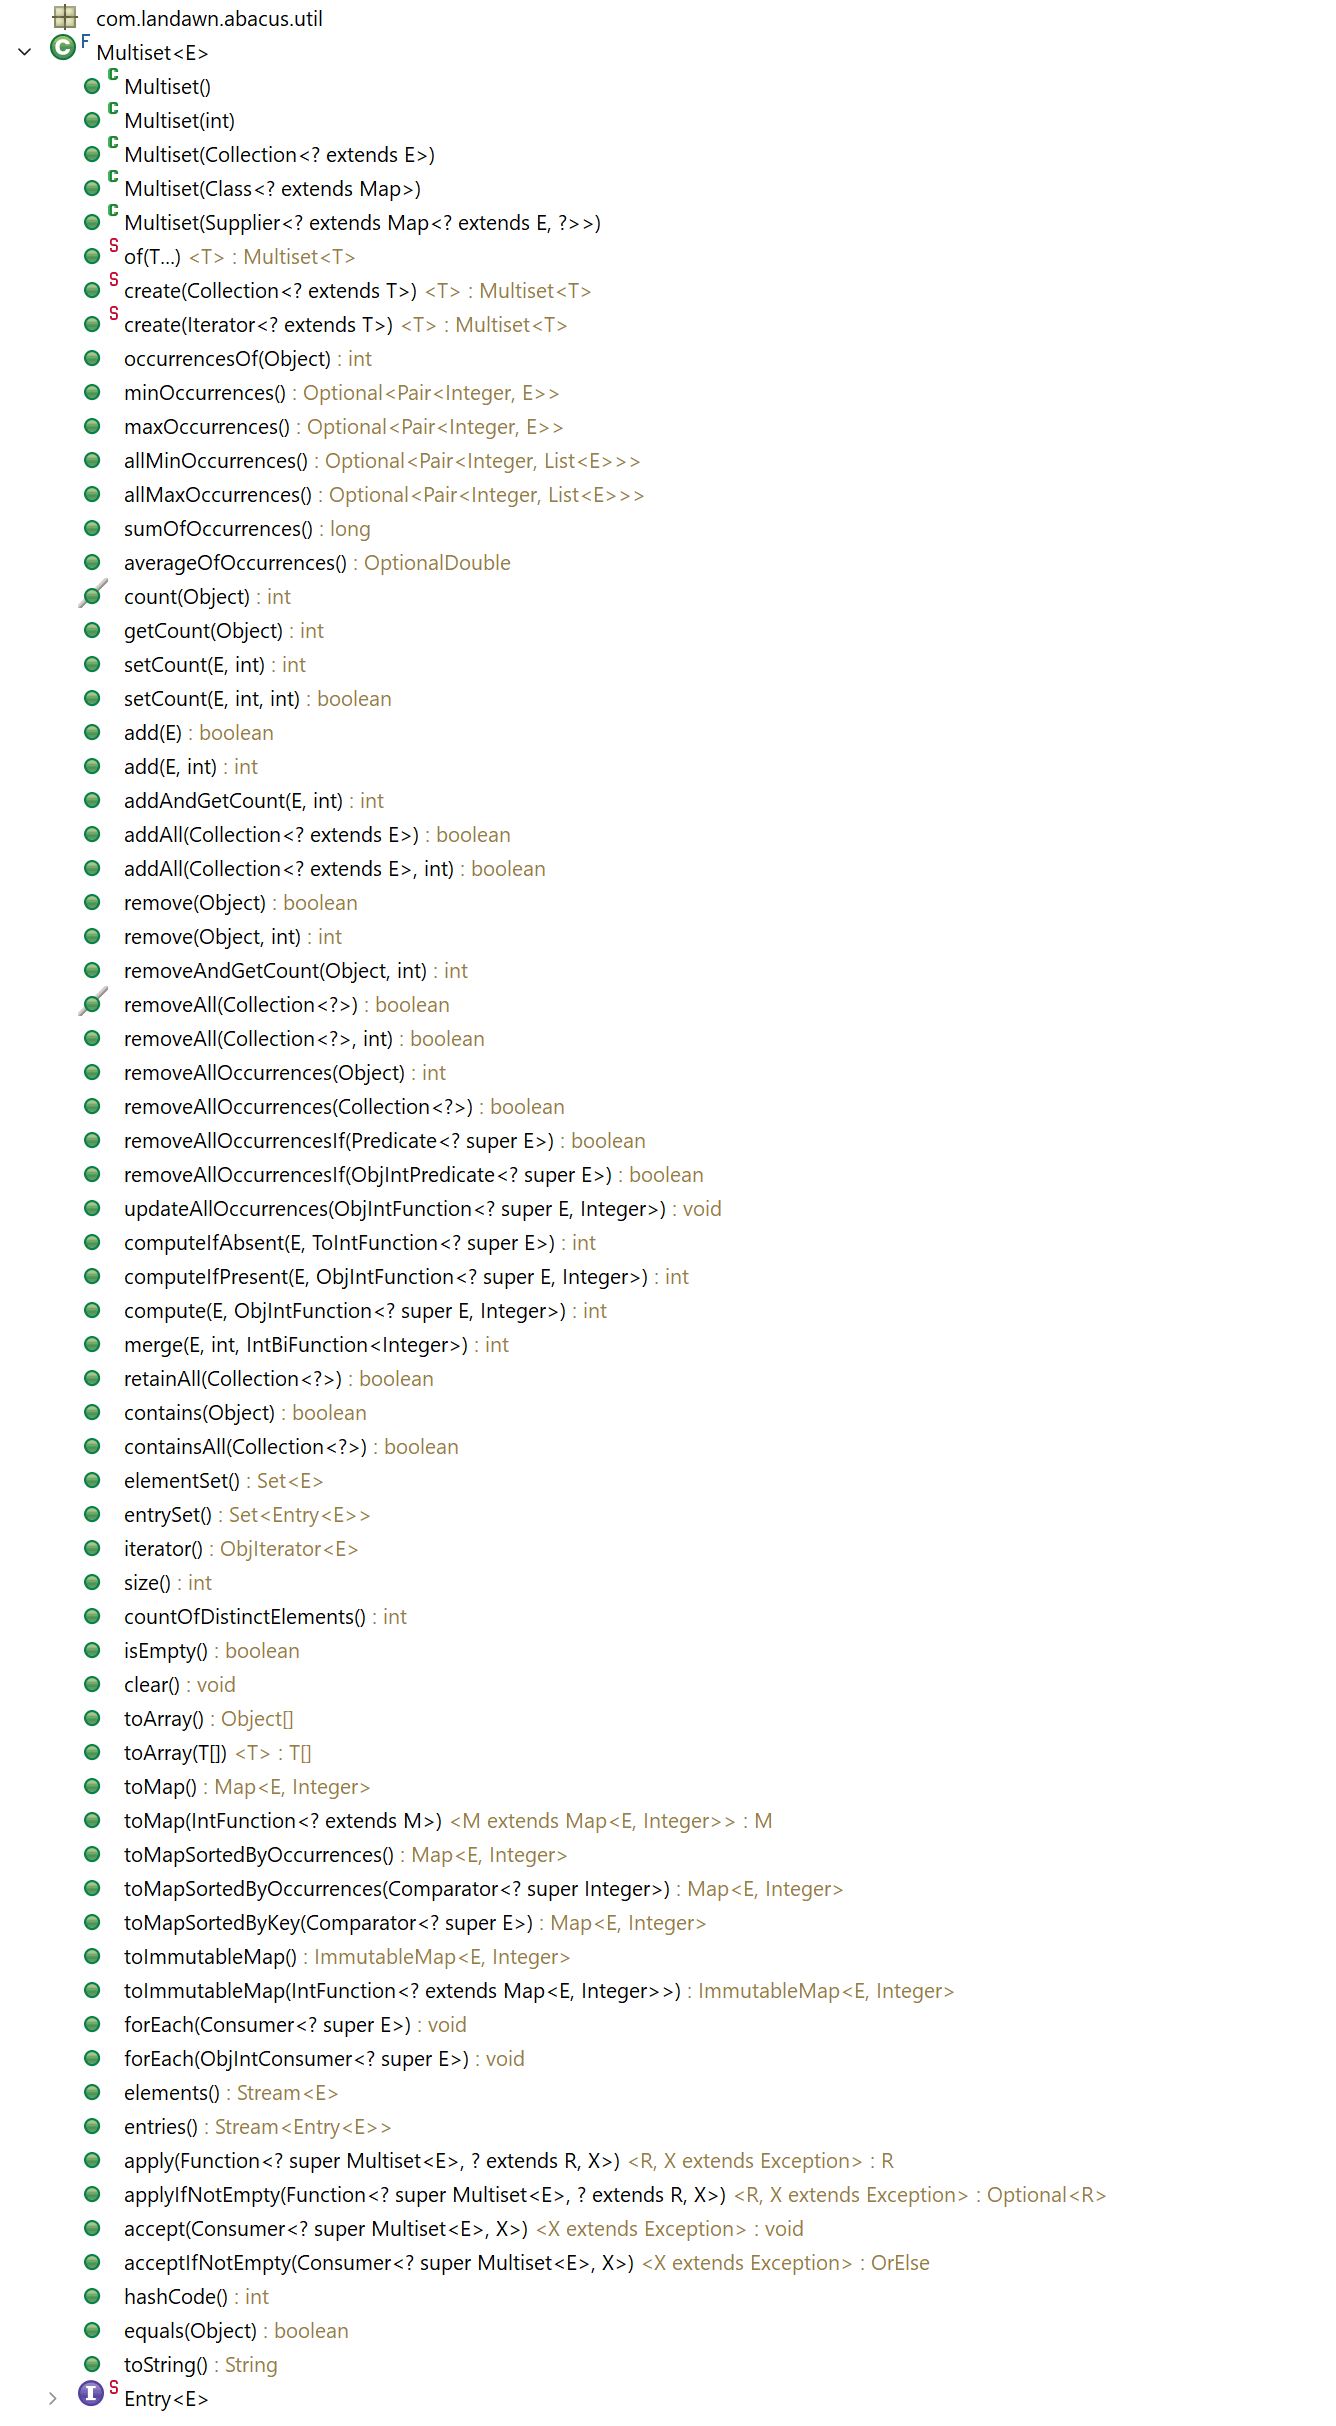 com.landawn.abacus.util
Multiset<E>
Multiset()
Multiset(int)
Multiset(Collection<? extends E>)
Multiset(Class<? extends Map>)
Multiset(Supplier<? extends Map<? extends E, ?>>)
of(T...) <T> : Multiset<T>
create(Collection<? extends T>) <T> : Multiset<T>
create(Iterator<? extends T>) <T> : Multiset<T>
occurrencesOf(Object) : int
minOccurrences() : Optional<Pair<Integer, E>>
maxOccurrences() : Optional<Pair<Integer, E>>
allMinOccurrences() : Optional<Pair<Integer, List<E>>>
allMaxOccurrences() : Optional<Pair<Integer, List<E>>>
sumOfOccurrences() : long
averageOfOccurrences() : OptionalDouble
count(Object) : int
getCount(Object) : int
setCount(E, int) : int
setCount(E, int, int) : boolean
add(E) : boolean
add(E, int) : int
addAndGetCount(E, int) : int
addAll(Collection<? extends E>) : boolean
addAll(Collection<? extends E>, int) : boolean
remove(Object) : boolean
remove(Object, int) : int
removeAndGetCount(Object, int) : int
removeAll(Collection<?>) : boolean
removeAll(Collection<?>, int) : boolean
removeAllOccurrences(Object) : int
removeAllOccurrences(Collection<?>) : boolean
removeAllOccurrencesIf(Predicate<? super E>) : boolean
removeAllOccurrencesIf(ObjIntPredicate<? super E>) : boolean
updateAllOccurrences(ObjIntFunction<? super E, Integer>) : void
computeIfAbsent(E, ToIntFunction<? super E>) : int
computeIfPresent(E, ObjIntFunction<? super E, Integer>) : int
compute(E, ObjIntFunction<? super E, Integer>) : int
merge(E, int, IntBiFunction<Integer>) : int
retainAll(Collection<?>) : boolean
contains(Object) : boolean
containsAll(Collection<?>) : boolean
elementSet() : Set<E>
entrySet() : Set<Entry<E>>
iterator() : ObjIterator<E>
size() : int
countOfDistinctElements() : int
isEmpty() : boolean
clear() : void
toArray() : Object[]
toArray(T[]) <T> : T[]
toMap() : Map<E, Integer>
toMap(IntFunction<? extends M>) <M extends Map<E, Integer>> : M
toMapSortedByOccurrences() : Map<E, Integer>
toMapSortedByOccurrences(Comparator<? super Integer>) : Map<E, Integer>
toMapSortedByKey(Comparator<? super E>) : Map<E, Integer>
toImmutableMap() : ImmutableMap<E, Integer>
toImmutableMap(IntFunction<? extends Map<E, Integer>>) : ImmutableMap<E, Integer>
forEach(Consumer<? super E>) : void
forEach(ObjIntConsumer<? super E>) : void
elements() : Stream<E>
entries() : Stream<Entry<E>>
apply(Function<? super Multiset<E>, ? extends R, X>) <R, X extends Exception> : R
applyIfNotEmpty(Function<? super Multiset<E>, ? extends R, X>) <R, X extends Exception> : Optional<R>
accept(Consumer<? super Multiset<E>, X>) <X extends Exception> : void
acceptIfNotEmpty(Consumer<? super Multiset<E>, X>) <X extends Exception> : OrElse
hashCode() : int
equals(Object) : boolean
toString() : String
Entry<E>